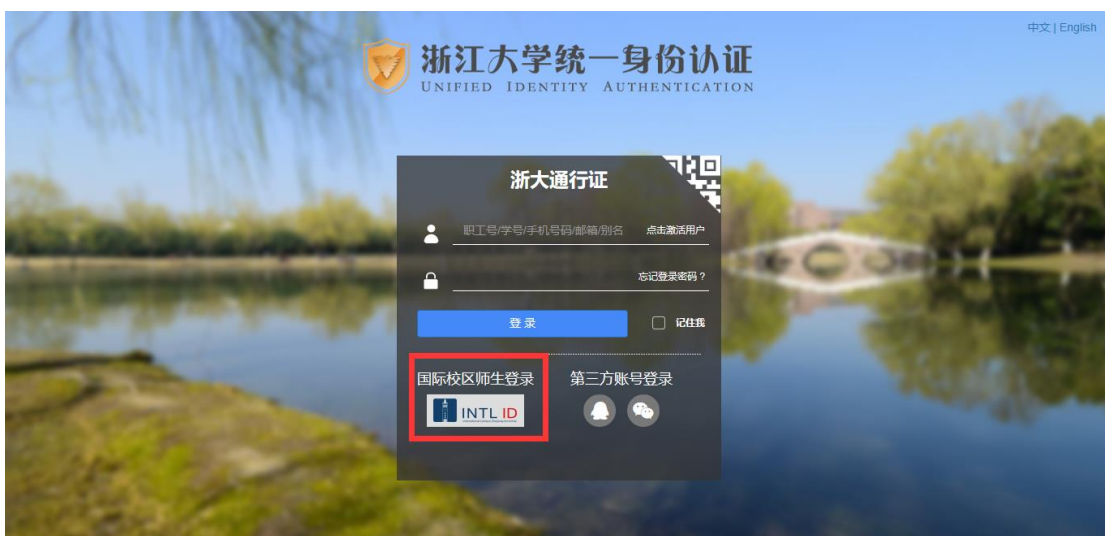 中文 | English
浙江大学统一身份认证
UNIFIED IDENTITY AUTHENTICATION
浙大通行证
职工号/学号/手机号码/邮箱/别名 点击激活用户
忘记登录密码？
登录 记住我
国际校区师生登录 第三方账号登录
INTL ID